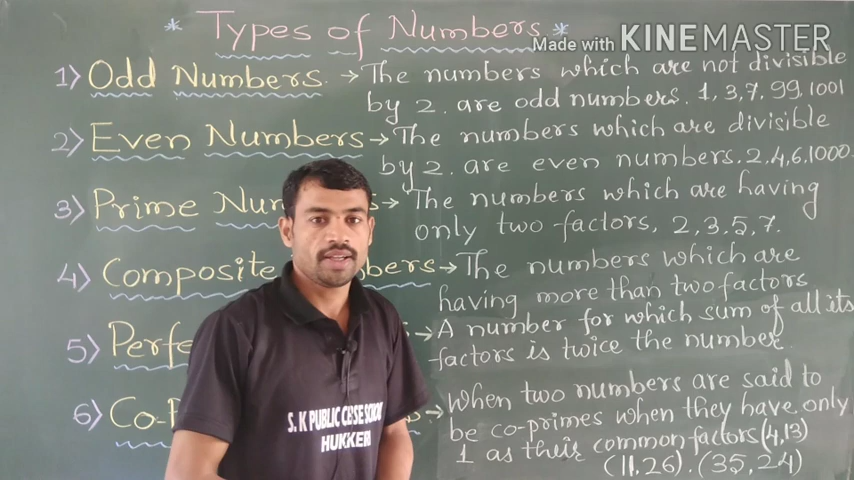 * Types of Numbers *
Made with KINEMASTER
1) Odd Numbers → The numbers which are not divisible
by 2. are odd numbers. 1, 3, 7, 99, 1001
2) Even Numbers → The numbers which are divisible
by 2. are even numbers. 2, 4, 6, 1000.
3) Prime → The numbers which are having
only two factors, 2, 3, 5, 7.
4) Composite → The numbers which are
having more than two factors
5) → A number for which sum of all its
factors is twice the number.
6) → When two numbers are said to
be co-primes when they have only
1 as their common factors (4,13)
(11,26). (35,24)
S. K PUBLIC
HUKKERI